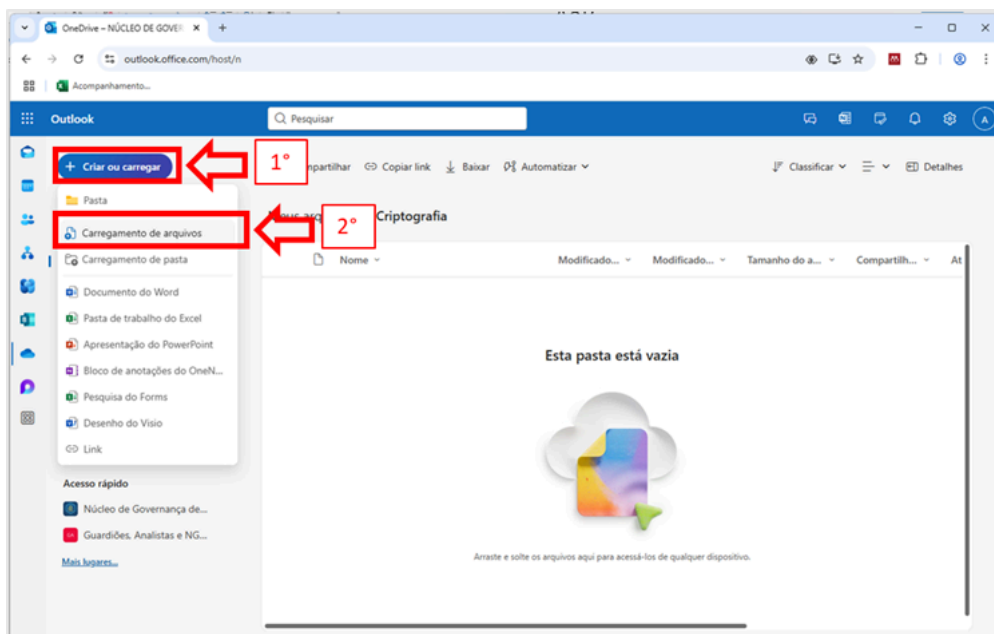 OneDrive – NÚCLEO DE GOVER
outlook.office.com/host/n
Acompanhamento...
Outlook
Pesquisar
A
+ Criar ou carregar
1°
mpartilhar
Copiar link
Baixar
Automatizar
Classificar
Detalhes
Pasta
Meus arq
Criptografia
Carregamento de arquivos
2°
Carregamento de pasta
Nome
Modificado...
Modificado...
Tamanho do a...
Compartilh...
At
Documento do Word
Pasta de trabalho do Excel
Apresentação do PowerPoint
Bloco de anotações do OneN...
Pesquisa do Forms
Desenho do Visio
Link
Esta pasta está vazia
Arraste e solte os arquivos aqui para acessá-los de qualquer dispositivo.
Acesso rápido
Núcleo de Governança de...
Guardiões, Analistas e NG...
Mais lugares...